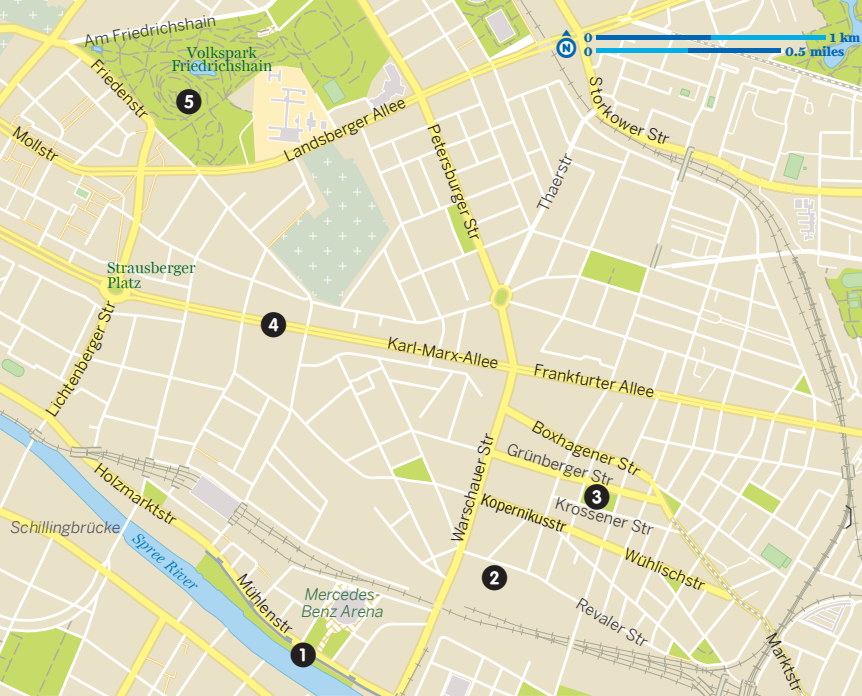 Am Friedrichshain
Volkspark
Friedrichshain
Friedenstr
5
0
1 km
N
0
0.5 miles
Storkower Str
Landsberger Allee
Mollstr
Petersburger Str
Thaerstr
Strausberger
Platz
4
Lichtenberger Str
Karl-Marx-Allee
Frankfurter Allee
Boxhagener Str
Warschauer Str
Grünberger Str
3
Holzmarktstr
Kopernikusstr
Krossener Str
Schillingbrücke
Spree River
Wühlischstr
2
Mühlenstr
Mercedes-
Benz Arena
Revaler Str
1
Marktstr